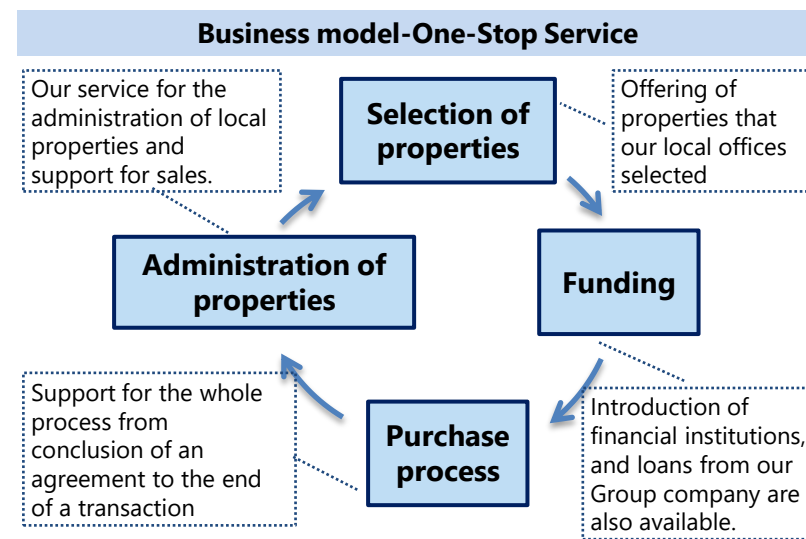 Business model-One-Stop Service
Our service for the
administration of local
properties and
support for sales.
Selection of
properties
Offering of
properties that
our local offices
selected
Administration of
properties
Funding
Support for the whole
process from
conclusion of an
agreement to the end
of a transaction
Purchase
process
Introduction of
financial institutions,
and loans from our
Group company are
also available.